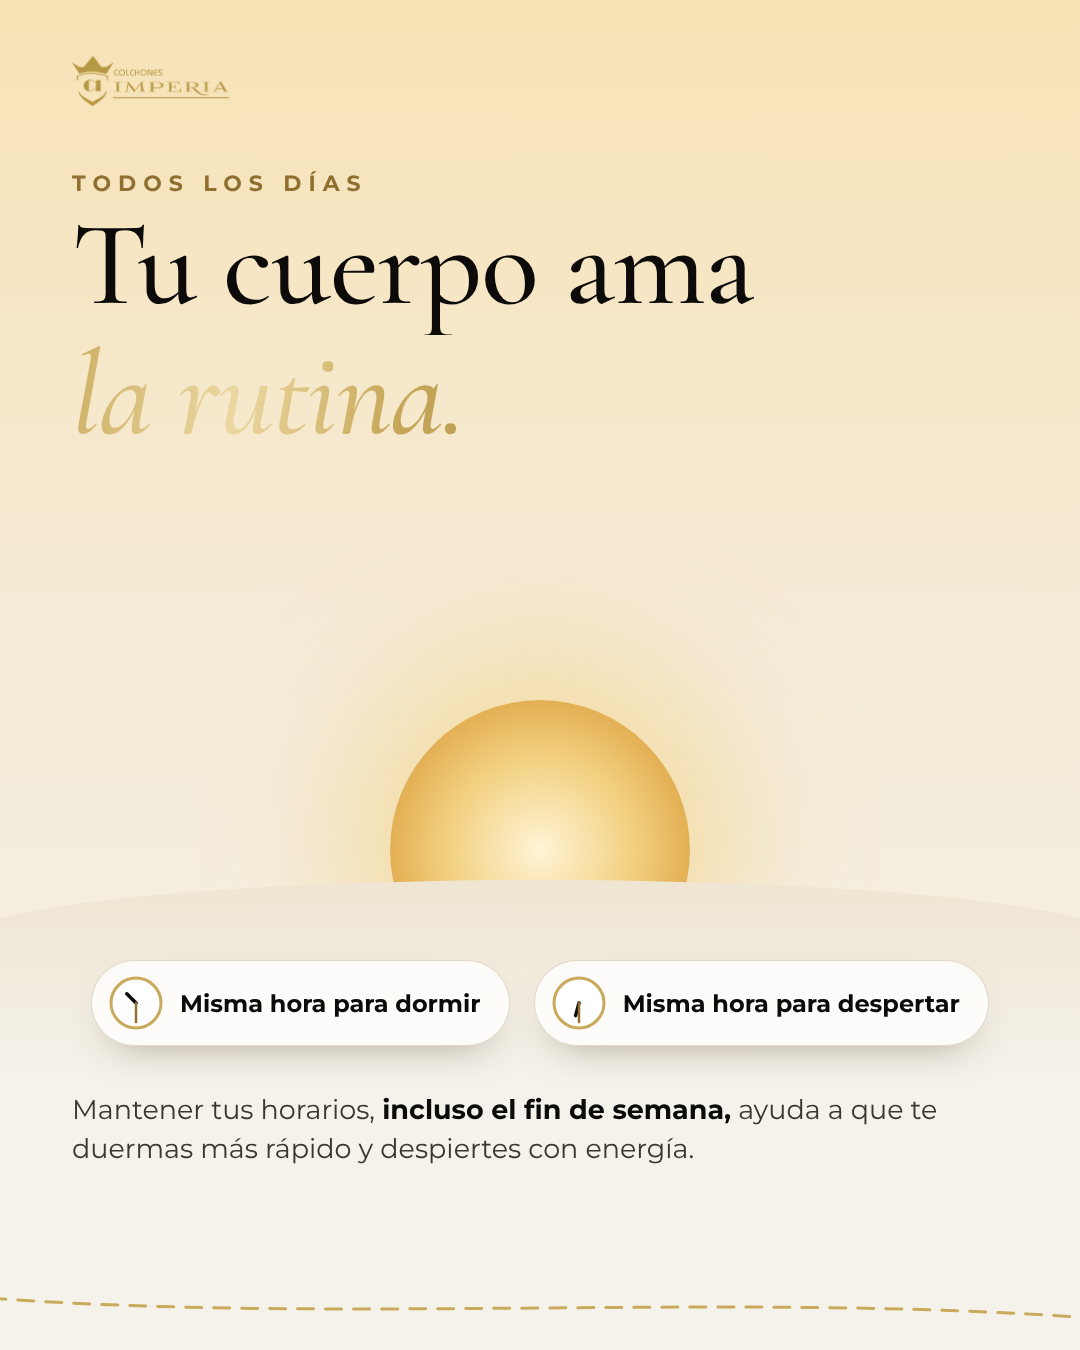 COLCHONES
a IMPERIA
TODOS LOS DÍAS
Tu cuerpo ama
la rutina.
Misma hora para dormir
Misma hora para despertar
Mantener tus horarios, incluso el fin de semana, ayuda a que te
duermas más rápido y despiertes con energía.